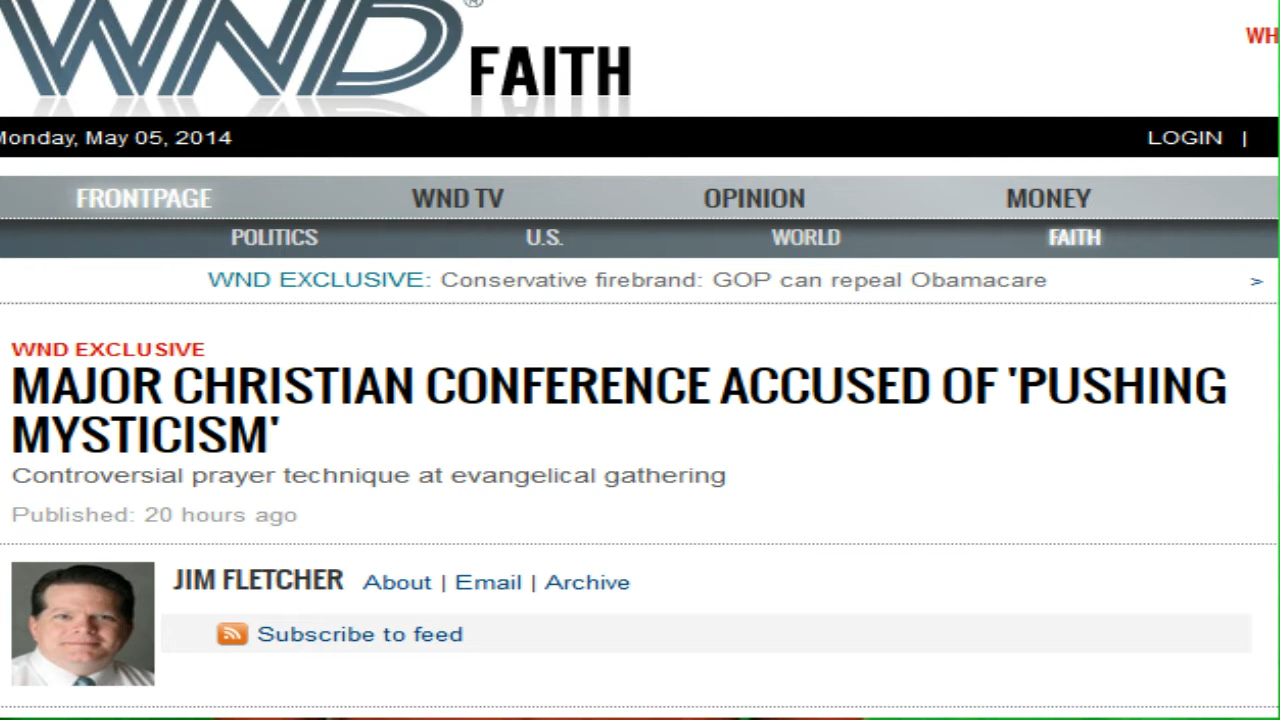 WND® FAITH
WH
Monday, May 05, 2014 LOGIN |
FRONTPAGE WND TV OPINION MONEY
POLITICS U.S. WORLD FAITH
WND EXCLUSIVE: Conservative firebrand: GOP can repeal Obamacare >
WND EXCLUSIVE
MAJOR CHRISTIAN CONFERENCE ACCUSED OF 'PUSHING
MYSTICISM'
Controversial prayer technique at evangelical gathering
Published: 20 hours ago
JIM FLETCHER About | Email | Archive
Subscribe to feed